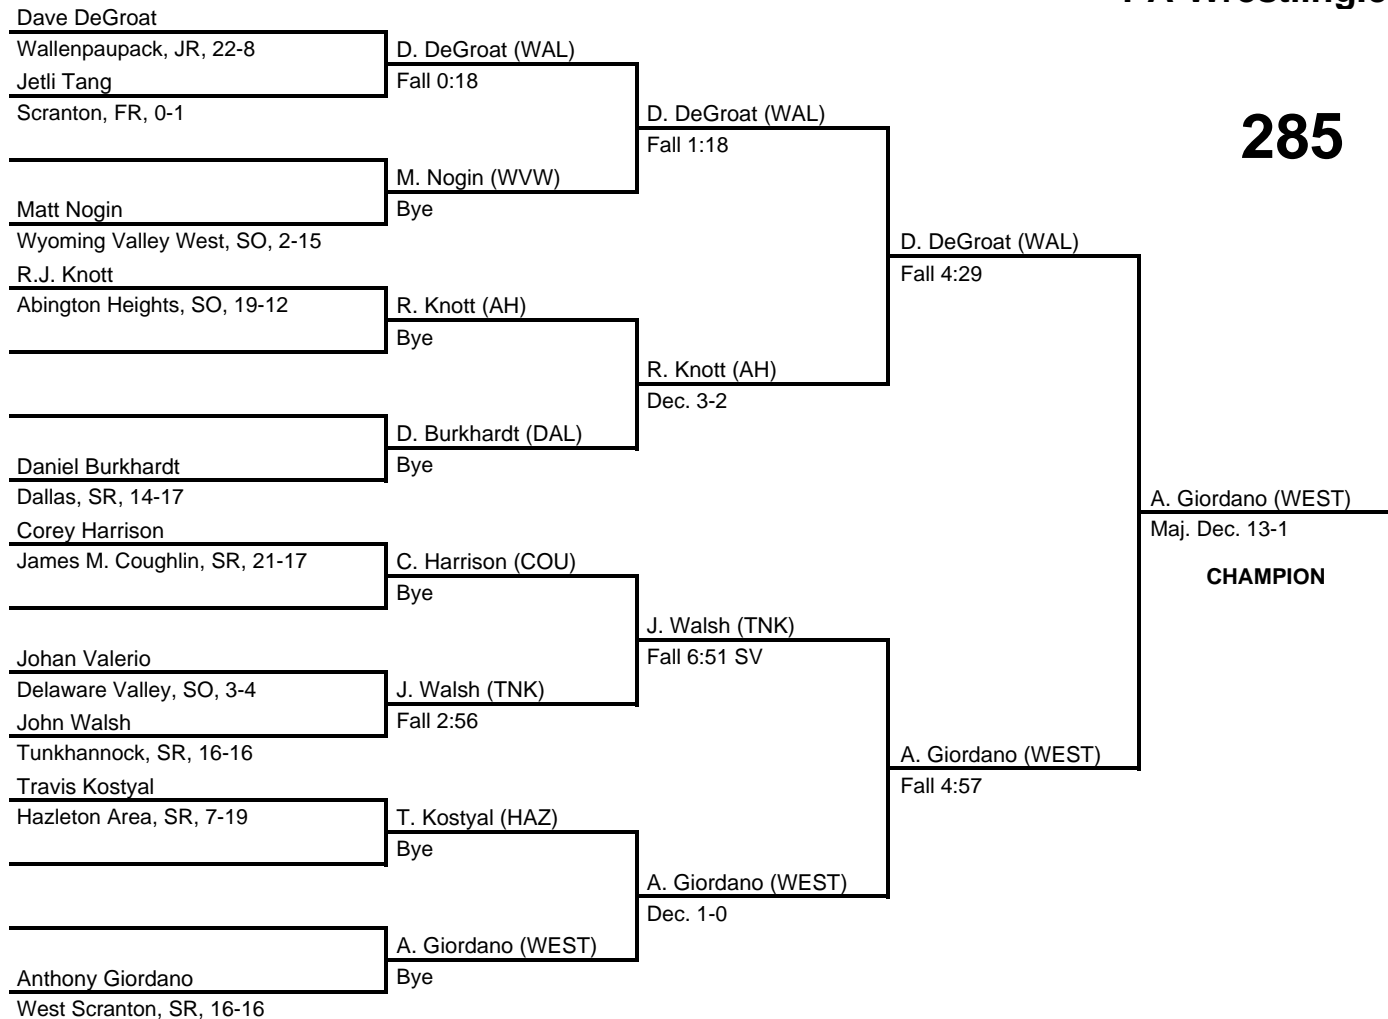 Dave DeGroat
Wallenpaupack, JR, 22-8
Jetli Tang
Scranton, FR, 0-1
Matt Nogin
Wyoming Valley West, SO, 2-15
R.J. Knott
Abington Heights, SO, 19-12
Daniel Burkhardt
Dallas, SR, 14-17
Corey Harrison
James M. Coughlin, SR, 21-17
Johan Valerio
Delaware Valley, SO, 3-4
John Walsh
Tunkhannock, SR, 16-16
Travis Kostyal
Hazleton Area, SR, 7-19
Anthony Giordano
West Scranton, SR, 16-16
D. DeGroat (WAL)
Fall 0:18
M. Nogin (WVW)
Bye
R. Knott (AH)
Bye
D. Burkhardt (DAL)
Bye
C. Harrison (COU)
Bye
J. Walsh (TNK)
Fall 2:56
T. Kostyal (HAZ)
Bye
A. Giordano (WEST)
Bye
D. DeGroat (WAL)
Fall 1:18
R. Knott (AH)
Dec. 3-2
J. Walsh (TNK)
Fall 6:51 SV
A. Giordano (WEST)
Dec. 1-0
D. DeGroat (WAL)
Fall 4:29
A. Giordano (WEST)
Fall 4:57
285
A. Giordano (WEST)
Maj. Dec. 13-1
CHAMPION